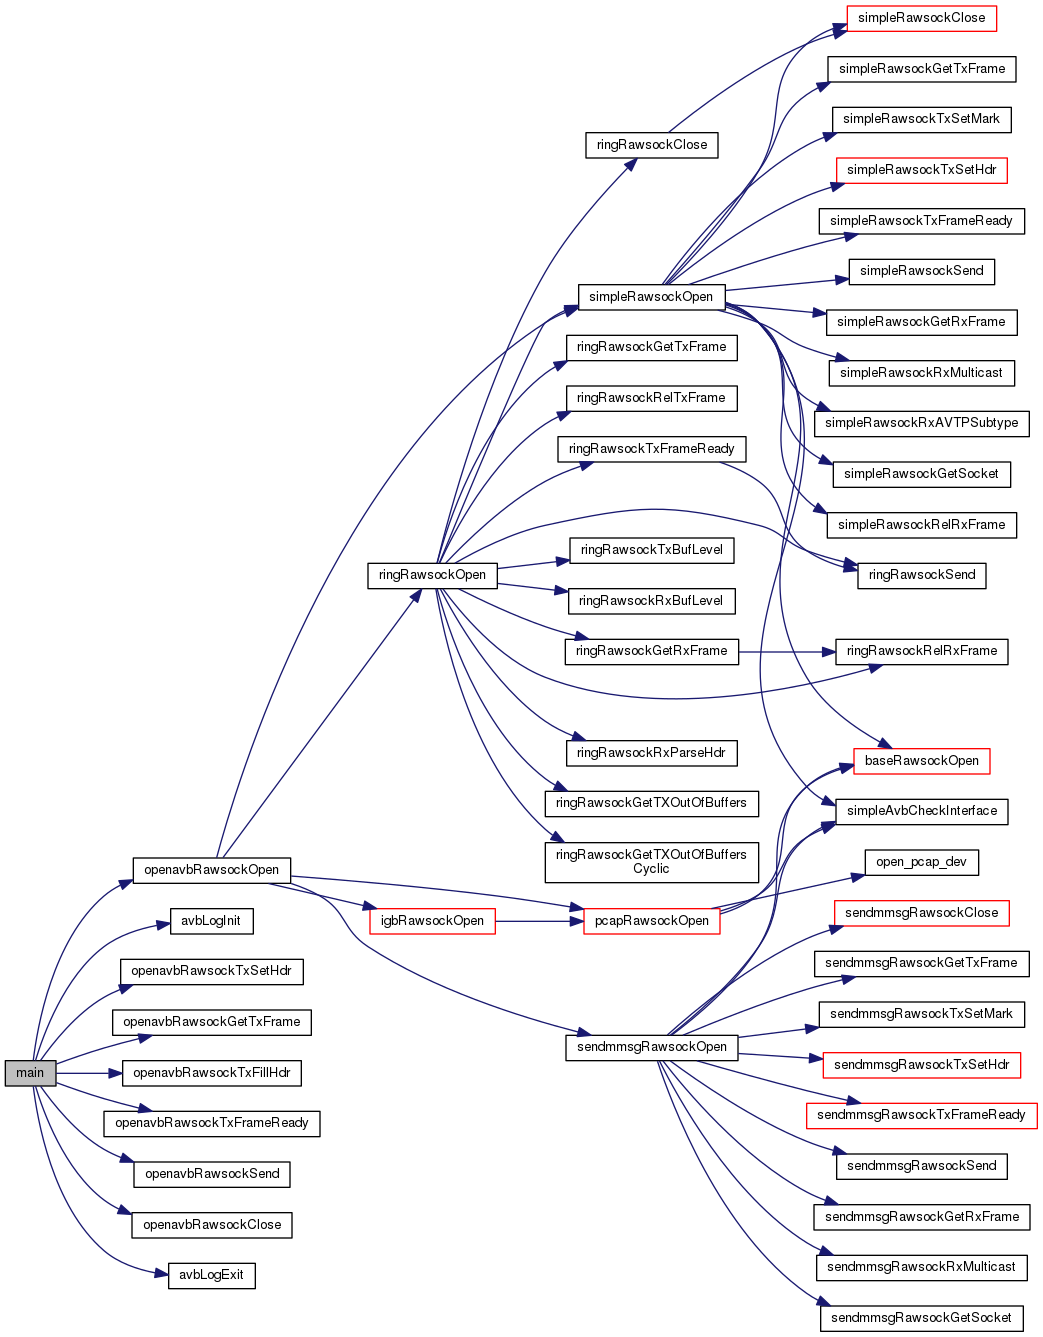 simpleRawsockClose
simpleRawsockGetTxFrame
simpleRawsockTxSetMark
ringRawsockClose
simpleRawsockTxSetHdr
simpleRawsockTxFrameReady
simpleRawsockSend
simpleRawsockOpen
simpleRawsockGetRxFrame
ringRawsockGetTxFrame
simpleRawsockRxMulticast
ringRawsockRelTxFrame
simpleRawsockRxAVTPSubtype
ringRawsockTxFrameReady
simpleRawsockGetSocket
simpleRawsockRelRxFrame
ringRawsockTxBufLevel
ringRawsockOpen
ringRawsockSend
ringRawsockRxBufLevel
ringRawsockGetRxFrame
ringRawsockRelRxFrame
ringRawsockRxParseHdr
baseRawsockOpen
ringRawsockGetTXOutOfBuffers
simpleAvbCheckInterface
ringRawsockGetTXOutOfBuffers
Cyclic
openavbRawsockOpen
open_pcap_dev
avbLogInit
igbRawsockOpen
pcapRawsockOpen
sendmmsgRawsockClose
openavbRawsockTxSetHdr
sendmmsgRawsockGetTxFrame
openavbRawsockGetTxFrame
sendmmsgRawsockTxSetMark
sendmmsgRawsockOpen
main
openavbRawsockTxFillHdr
sendmmsgRawsockTxSetHdr
openavbRawsockTxFrameReady
sendmmsgRawsockTxFrameReady
openavbRawsockSend
sendmmsgRawsockSend
openavbRawsockClose
sendmmsgRawsockGetRxFrame
avbLogExit
sendmmsgRawsockRxMulticast
sendmmsgRawsockGetSocket